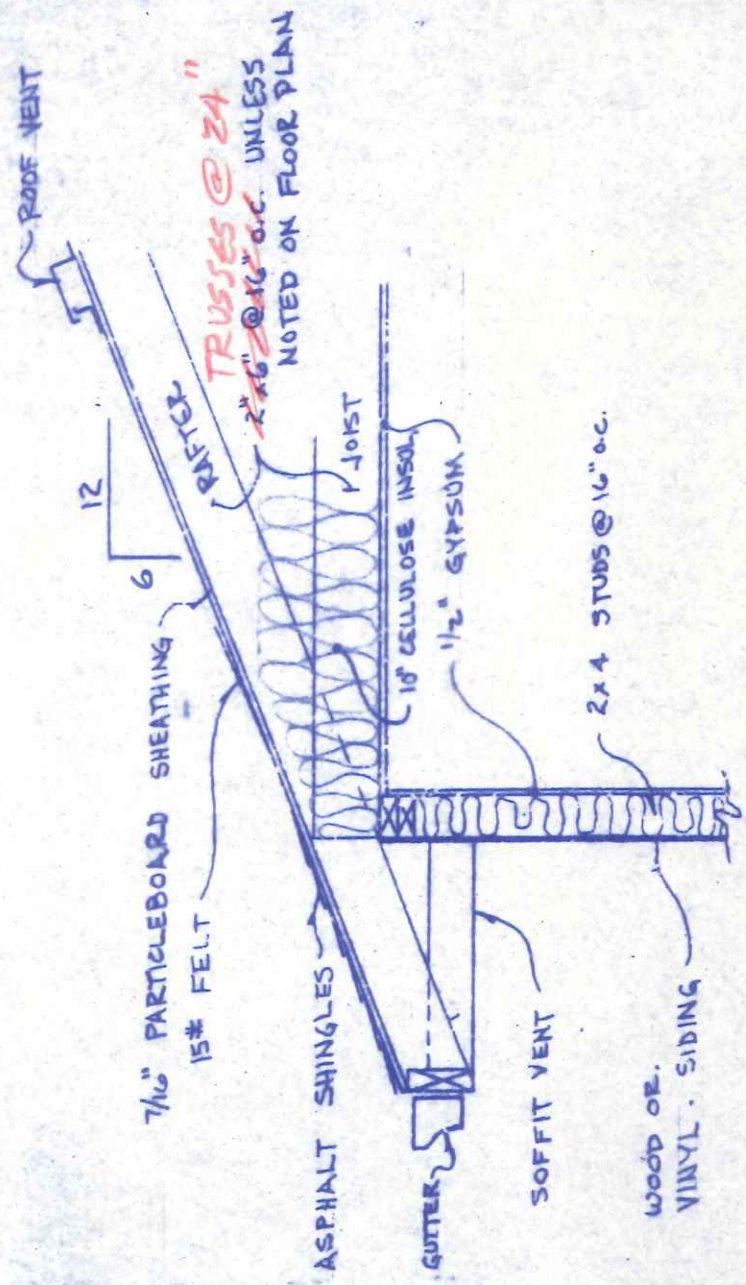 ROOF VENT
12
6
7/16" PARTICLEBOARD SHEATHING
15# FELT
ASPHALT SHINGLES
RAFTER
TRUSSES @ 24"
2"x6" @ 16" o.c. UNLESS
NOTED ON FLOOR PLAN
JOIST
10" CELLULOSE INSUL
1/2" GYPSUM
GUTTER
SOFFIT VENT
2x4 STUDS @ 16" o.c.
WOOD OR
VINYL. SIDING